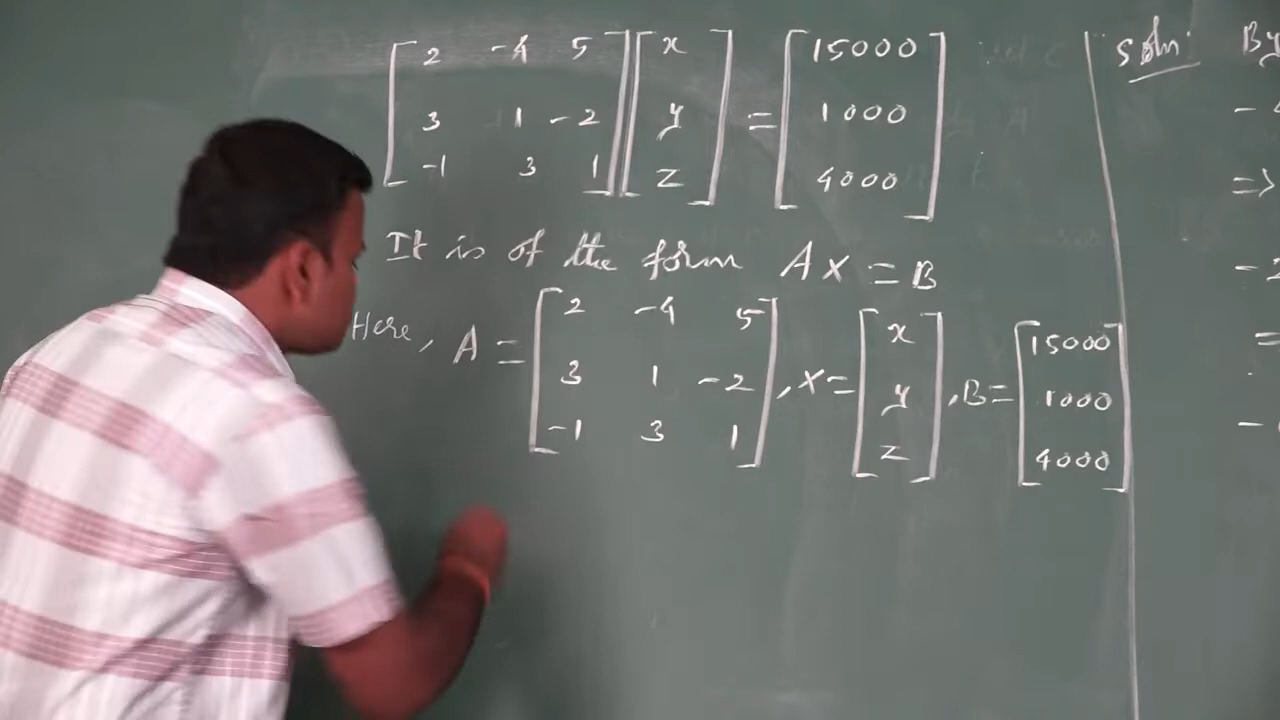 [2 -4 5] [x] = [15000]
[3 1 -2] [y] [1000]
[-1 3 1] [z] [4000]
It is of the form AX = B
Here, A = [2 -4 5] , X = [x] , B = [15000]
[3 1 -2] [y] [1000]
[-1 3 1] [z] [4000]
Soln. By
-
=>
-
=
-